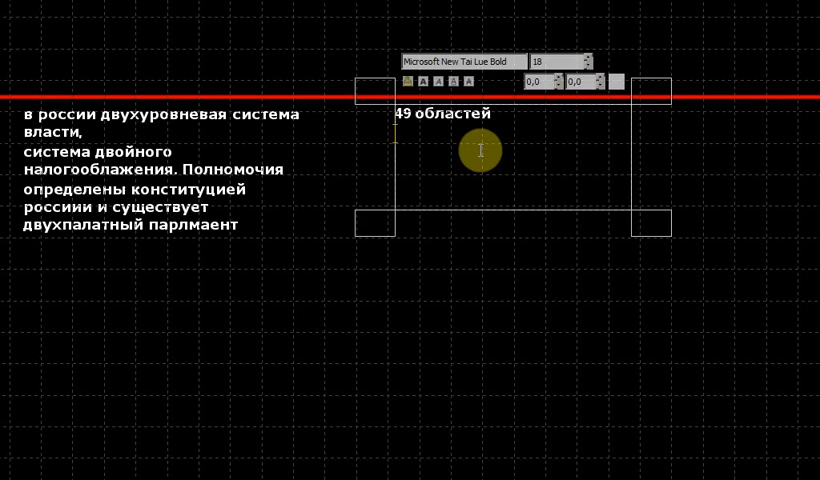 Microsoft New Tai Lue Bold
18
0,0
0,0
в россии двухуровневая система
власти,
система двойного
налогооблажения. Полномочия
определены конституцией
россиии и существует
двухпалатный парлмаент
49 областей